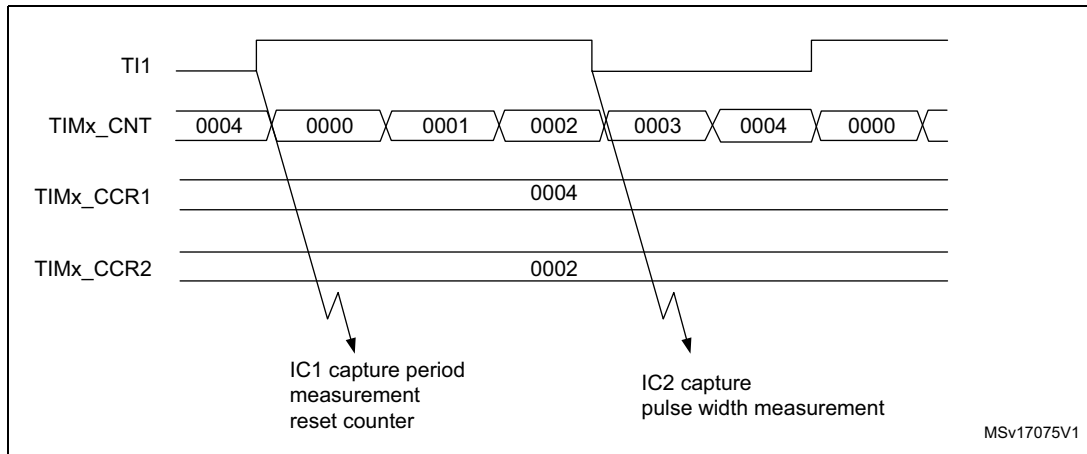 TI1
TIMx_CNT 0004 0000 0001 0002 0003 0004 0000
TIMx_CCR1 0004
TIMx_CCR2 0002
IC1 capture period
measurement
reset counter
IC2 capture
pulse width measurement
MSv17075V1